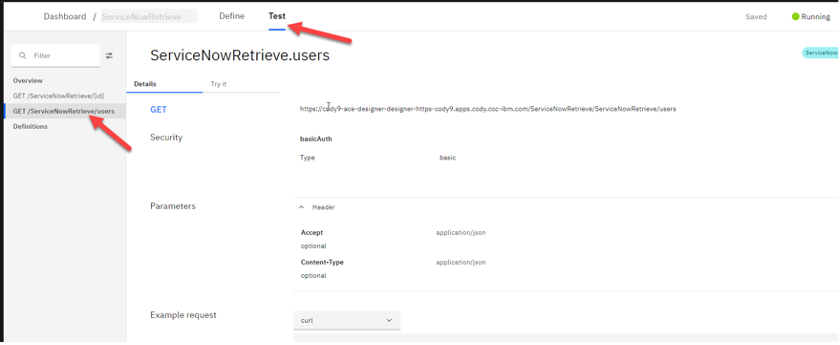 Dashboard / ServiceNowRetrieve Define Test Saved Running
Filter
ServiceNowRetrieve.users
ServiceNow
Overview
Details Try it
GET /ServiceNowRetrieve/{id}
GET /ServiceNowRetrieve/users
GET https://cody9-ace-designer-designer-https-cody9.apps.cody.coc-ibm.com/ServiceNowRetrieve/ServiceNowRetrieve/users
Definitions
Security basicAuth
Type basic
Parameters Header
Accept application/json
optional
Content-Type application/json
optional
Example request curl